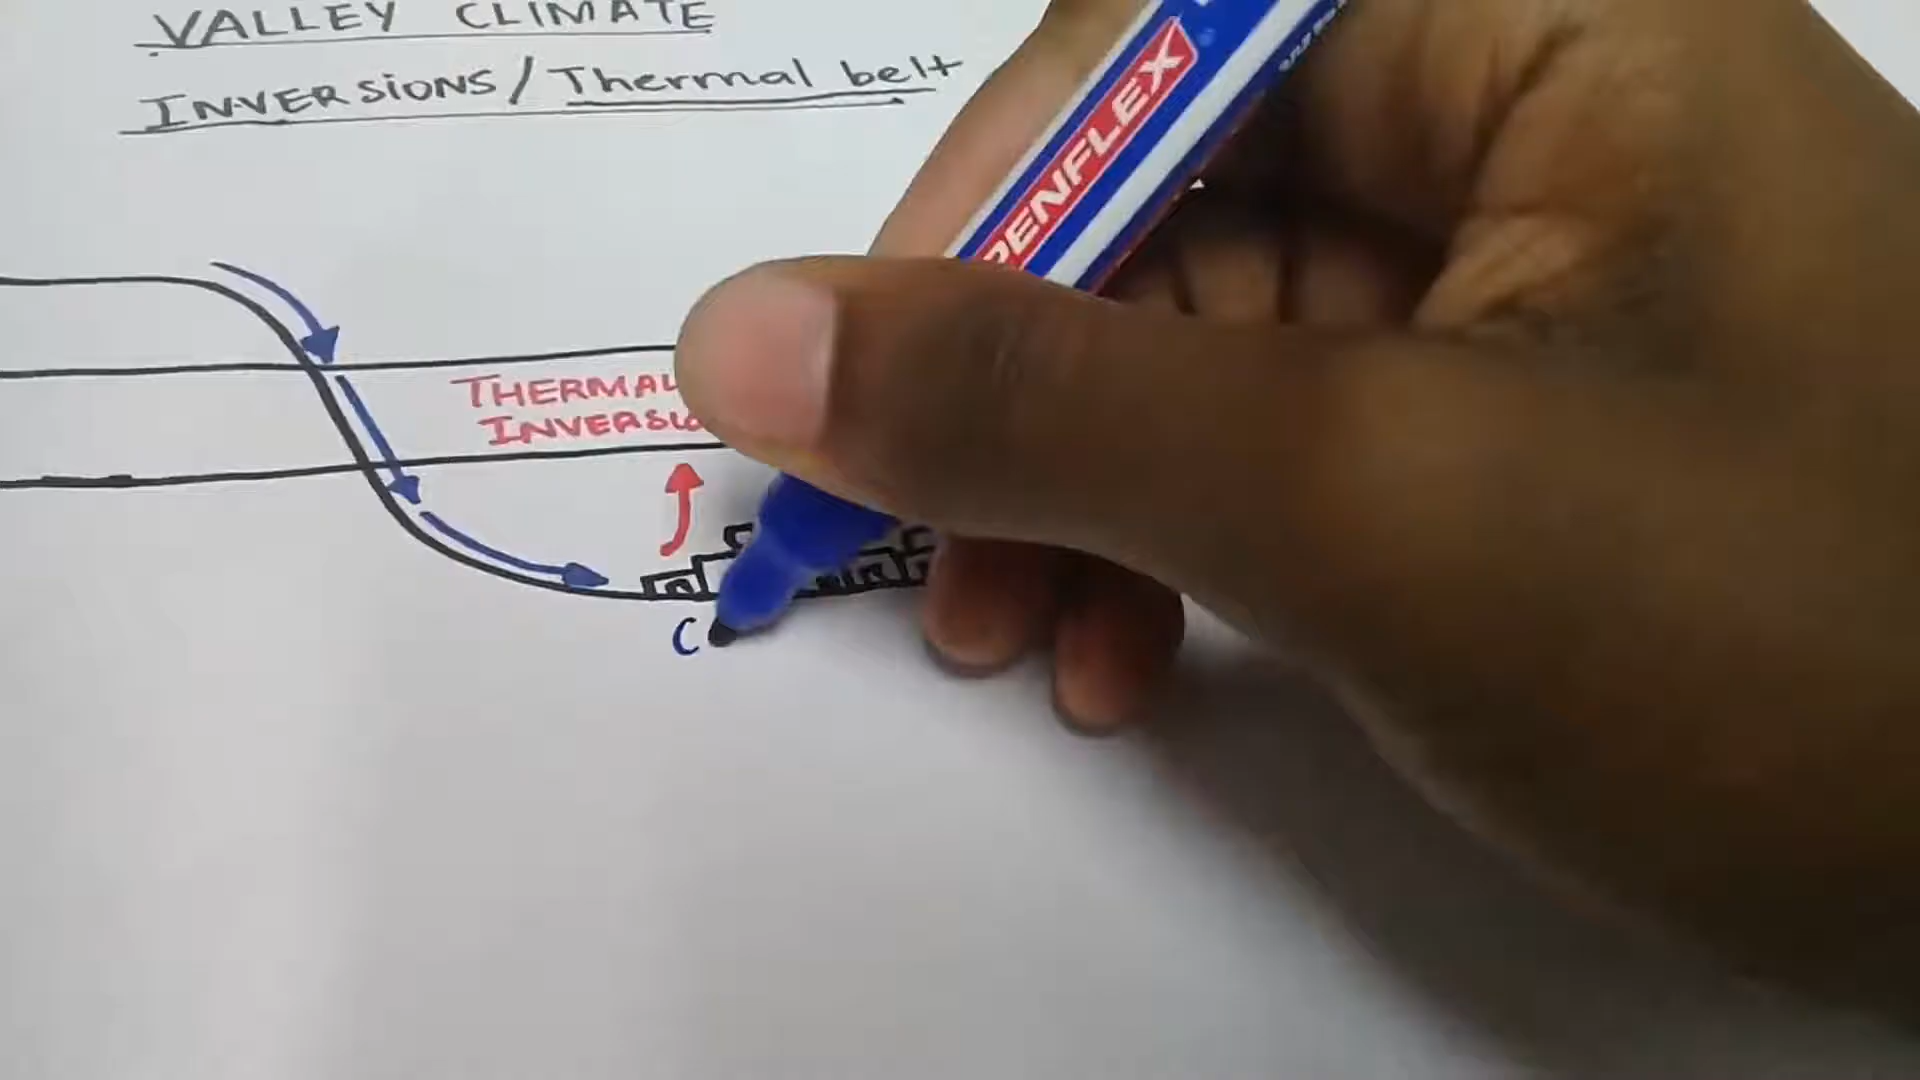 VALLEY CLIMATE
INVERSIONS / Thermal belt
PENFLEX
THERMAL
INVERSIO
C